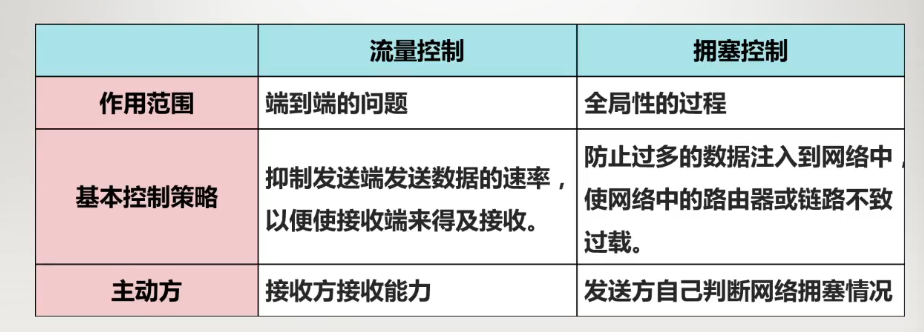 流量控制
拥塞控制
作用范围
端到端的问题
全局性的过程
基本控制策略
抑制发送端发送数据的速率，
以便使接收端来得及接收。
防止过多的数据注入到网络中，
使网络中的路由器或链路不致
过载。
主动方
接收方接收能力
发送方自己判断网络拥塞情况